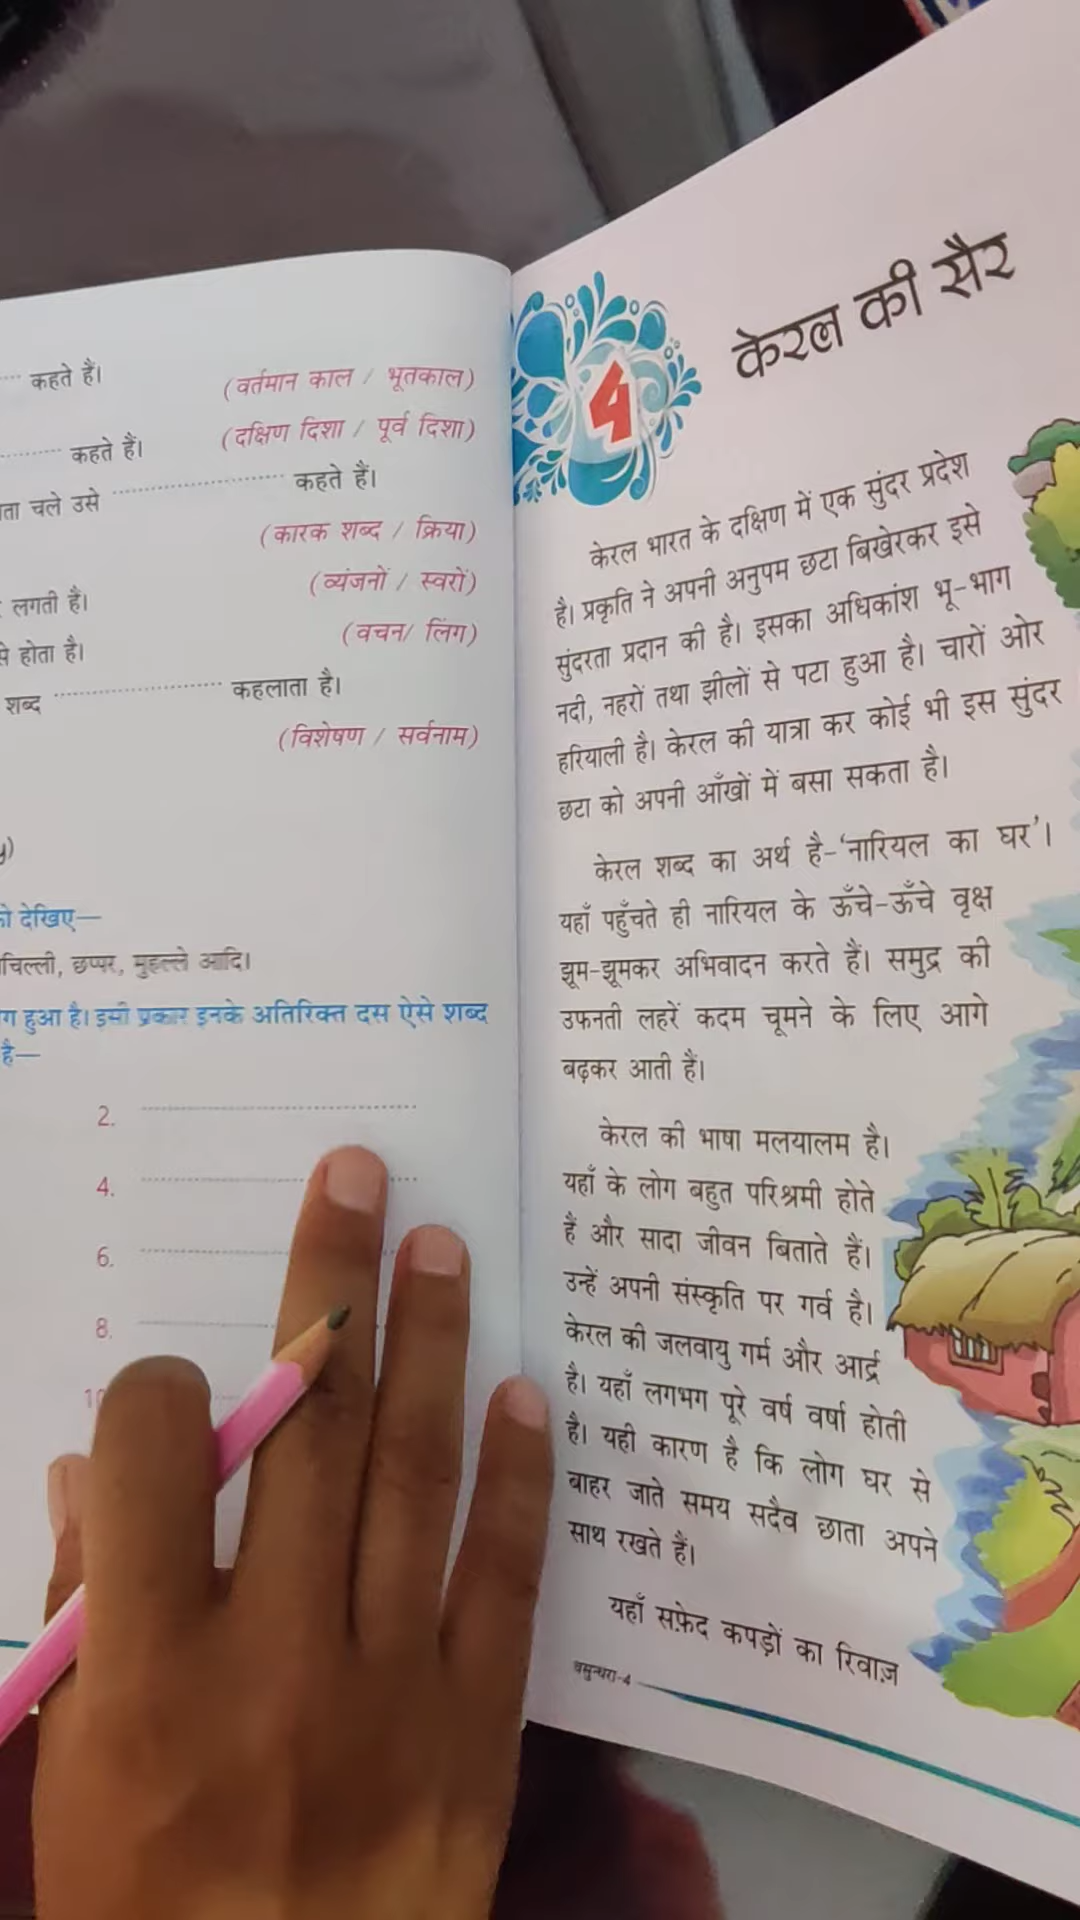 कहते हैं।
(वर्तमान काल / भूतकाल)
(दक्षिण दिशा / पूर्व दिशा)
कहते हैं।
चले उसे कहते हैं।
(कारक शब्द / क्रिया)
(व्यंजनों / स्वरों)
लगती हैं।
(वचन/ लिंग)
होता है।
शब्द कहलाता है।
(विशेषण / सर्वनाम)
देखिए—
चिल्ली, छप्पर, मुहल्ले आदि।
हुआ है। इसी प्रकार इनके अतिरिक्त दस ऐसे शब्द
है—
2.
4.
6.
8.
4
केरल की सैर
केरल भारत के दक्षिण में एक सुंदर प्रदेश
है। प्रकृति ने अपनी अनुपम छटा बिखेरकर इसे
सुंदरता प्रदान की है। इसका अधिकांश भू-भाग
नदी, नहरों तथा झीलों से पटा हुआ है। चारों ओर
हरियाली है। केरल की यात्रा कर कोई भी इस सुंदर
छटा को अपनी आँखों में बसा सकता है।
केरल शब्द का अर्थ है-'नारियल का घर'।
यहाँ पहुँचते ही नारियल के ऊँचे-ऊँचे वृक्ष
झूम-झूमकर अभिवादन करते हैं। समुद्र की
उफनती लहरें कदम चूमने के लिए आगे
बढ़कर आती हैं।
केरल की भाषा मलयालम है।
यहाँ के लोग बहुत परिश्रमी होते
हैं और सादा जीवन बिताते हैं।
उन्हें अपनी संस्कृति पर गर्व है।
केरल की जलवायु गर्म और आर्द्र
है। यहाँ लगभग पूरे वर्ष वर्षा होती
है। यही कारण है कि लोग घर से
बाहर जाते समय सदैव छाता अपने
साथ रखते हैं।
यहाँ सफ़ेद कपड़ों का रिवाज़
वसुन्धरा-4